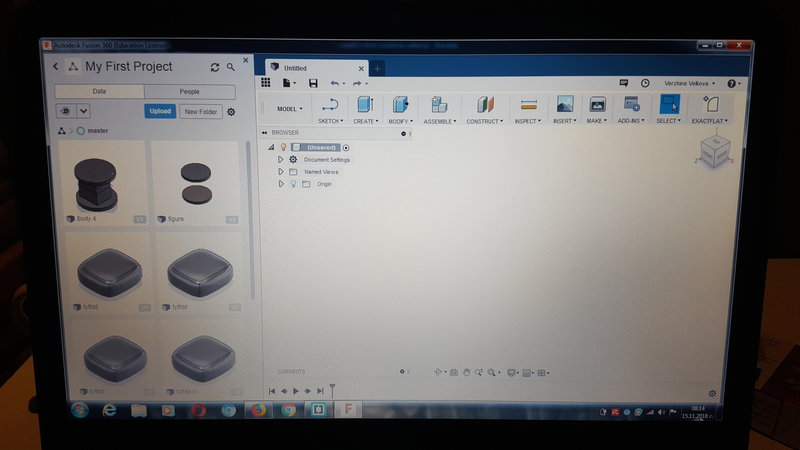 Autodesk Fusion 360 (Education License)
My First Project
Data
People
Upload
New Folder
master
Body 4
V1
figure
V1
fyffdd
V1
fyffdd
V1
fyffdd
V1
fyffdd v1
V1
Untitled
Verzhine Velkova
MODEL
SKETCH
CREATE
MODIFY
ASSEMBLE
CONSTRUCT
INSPECT
INSERT
MAKE
ADD-INS
SELECT
EXACTFLAT
BROWSER
(Unsaved)
Document Settings
Named Views
Origin
Z
X
COMMENTS
08:14
15.11.2018 г.